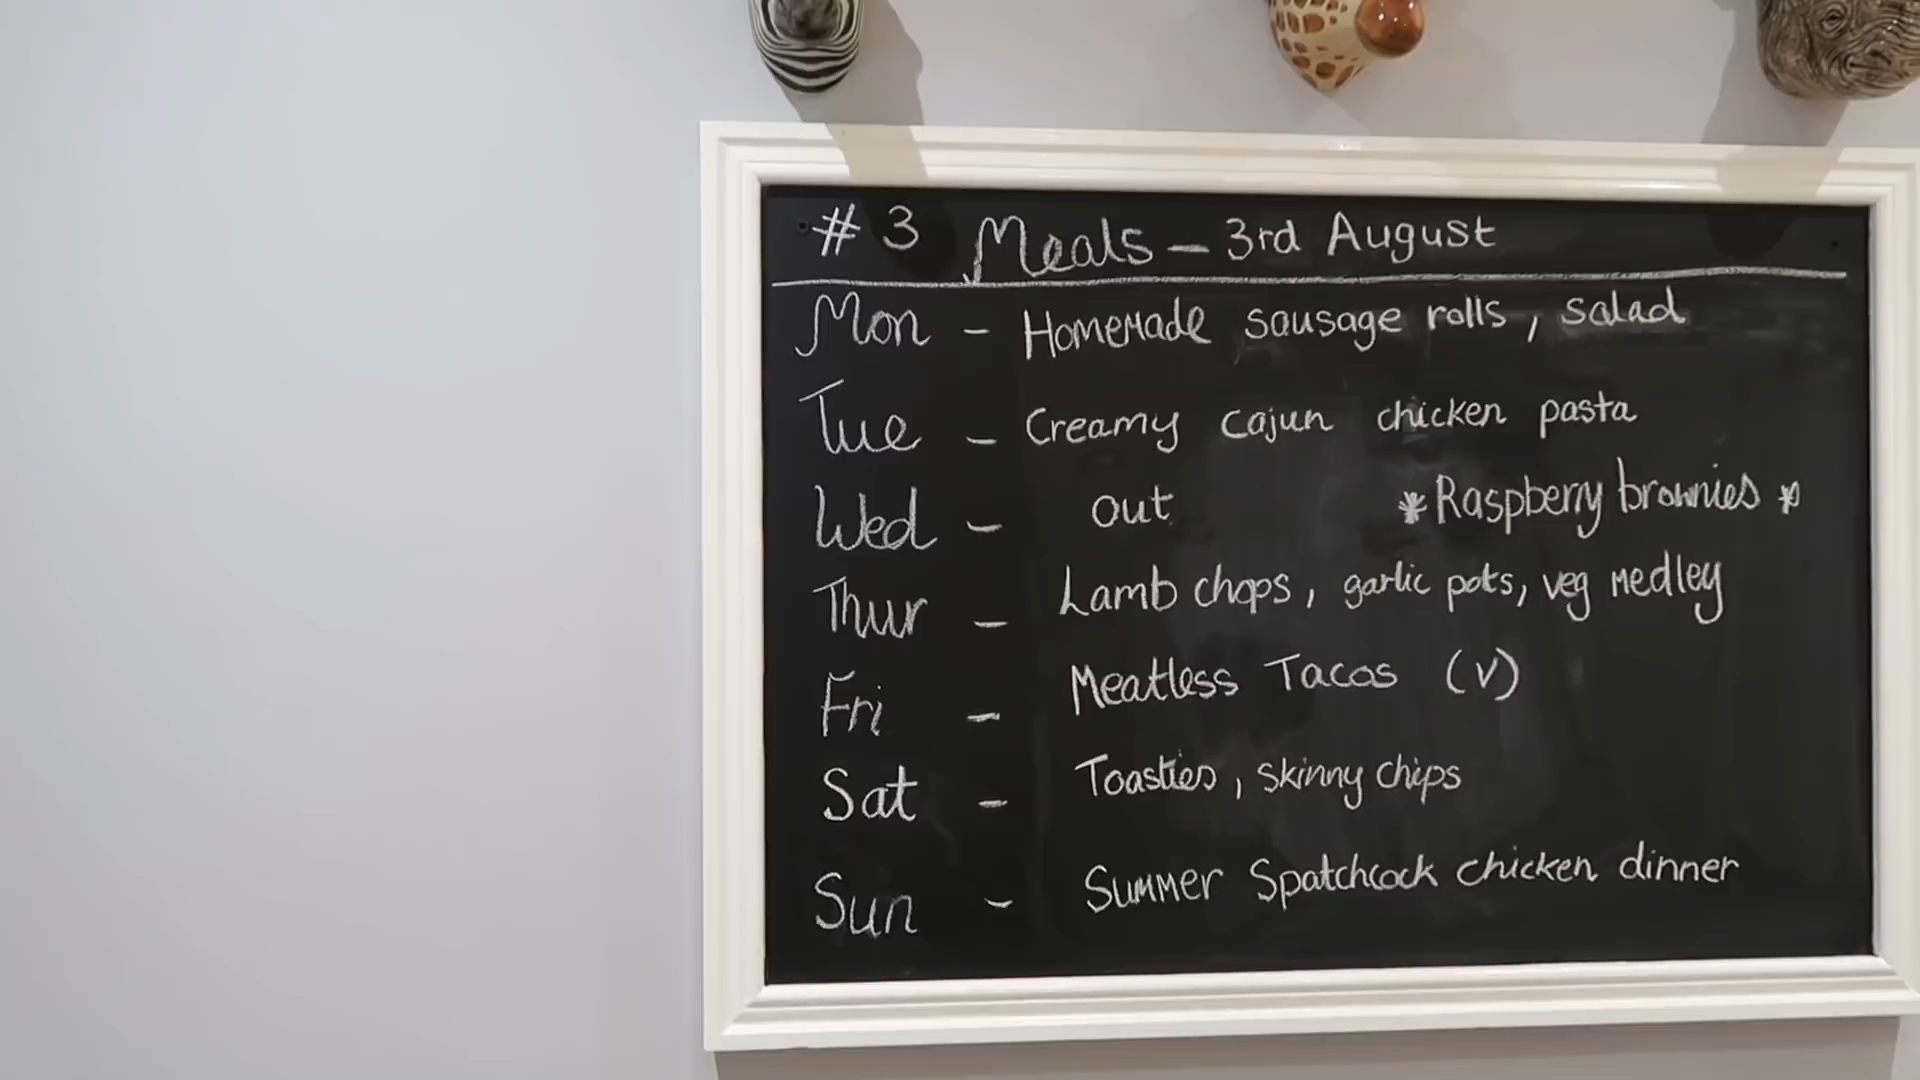 # 3 Meals – 3rd August
Mon – Homemade sausage rolls, salad
Tue – Creamy cajun chicken pasta
Wed – out *Raspberry brownies*
Thur – Lamb chops, garlic pots, veg medley
Fri – Meatless Tacos (v)
Sat – Toasties, skinny chips
Sun – Summer Spatchcock chicken dinner